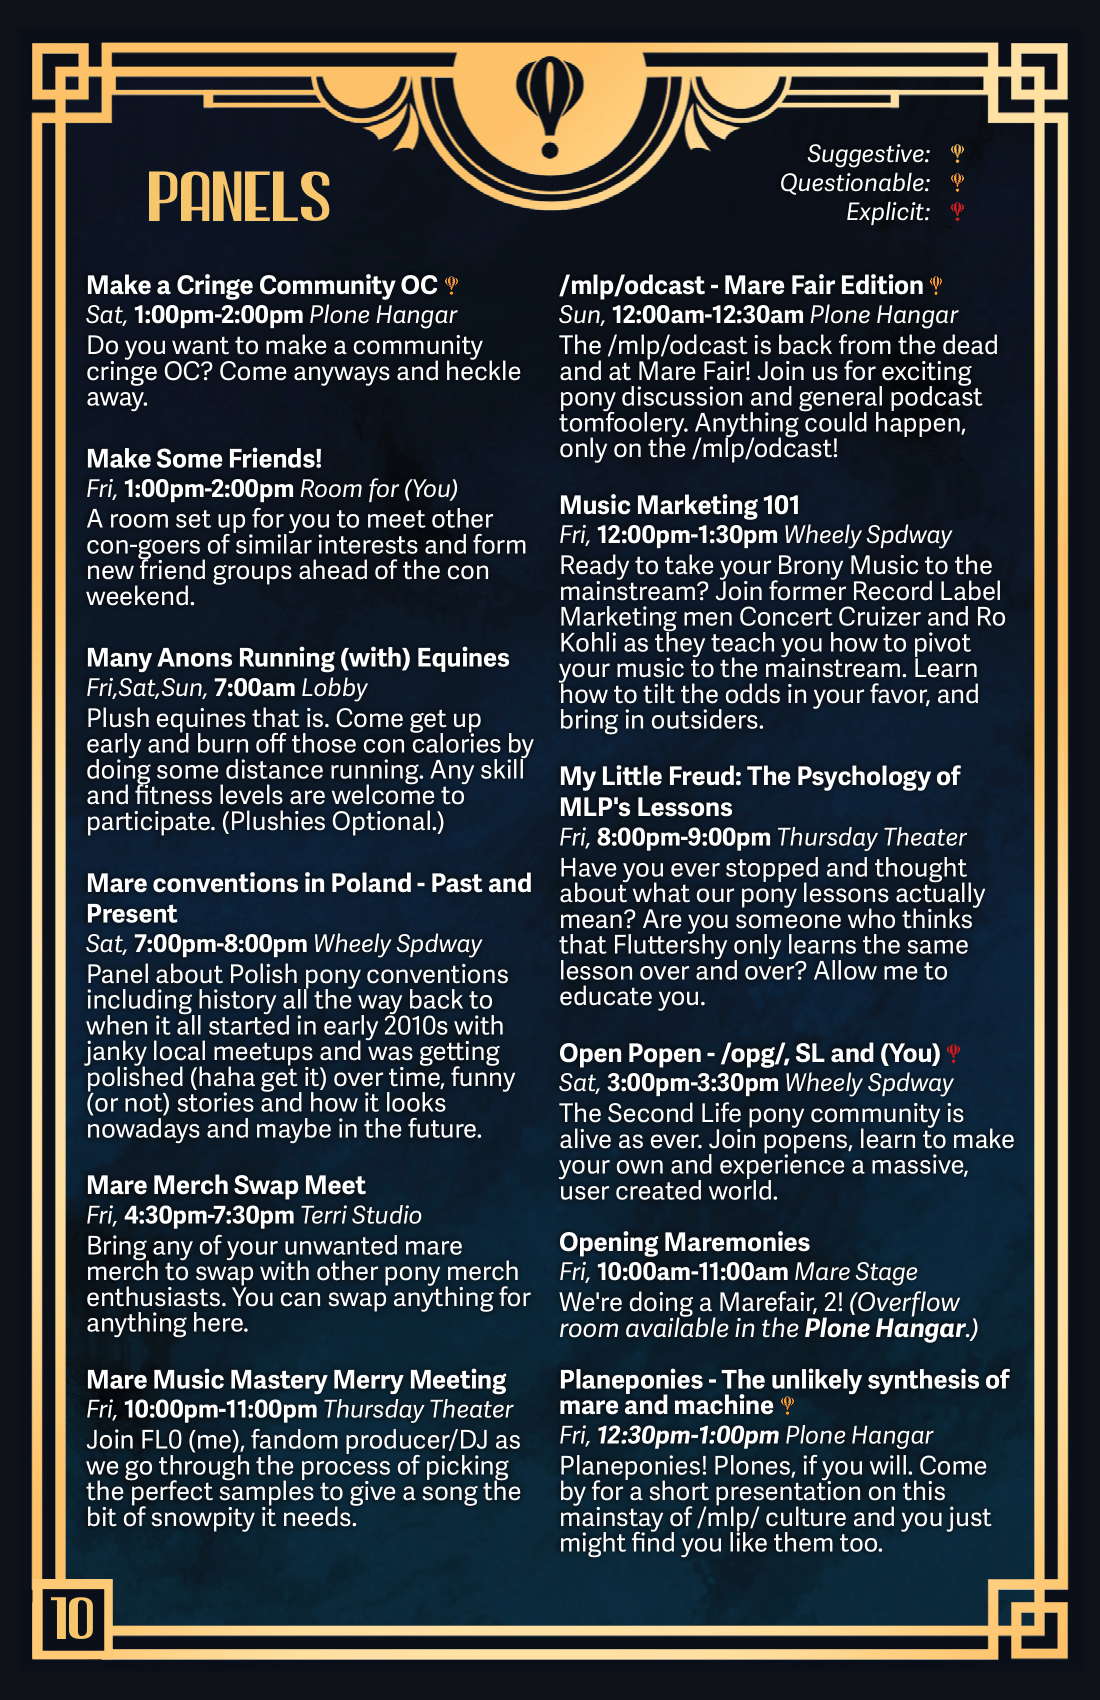 PANELS
Suggestive:
Questionable:
Explicit:
Make a Cringe Community OC
Sat, 1:00pm-2:00pm Plone Hangar
Do you want to make a community
cringe OC? Come anyways and heckle
away.
Make Some Friends!
Fri, 1:00pm-2:00pm Room for (You)
A room set up for you to meet other
con-goers of similar interests and form
new friend groups ahead of the con
weekend.
Many Anons Running (with) Equines
Fri,Sat,Sun, 7:00am Lobby
Plush equines that is. Come get up
early and burn off those con calories by
doing some distance running. Any skill
and fitness levels are welcome to
participate. (Plushies Optional.)
Mare conventions in Poland - Past and
Present
Sat, 7:00pm-8:00pm Wheely Spdway
Panel about Polish pony conventions
including history all the way back to
when it all started in early 2010s with
janky local meetups and was getting
polished (haha get it) over time, funny
(or not) stories and how it looks
nowadays and maybe in the future.
Mare Merch Swap Meet
Fri, 4:30pm-7:30pm Terri Studio
Bring any of your unwanted mare
merch to swap with other pony merch
enthusiasts. You can swap anything for
anything here.
Mare Music Mastery Merry Meeting
Fri, 10:00pm-11:00pm Thursday Theater
Join FL0 (me), fandom producer/DJ as
we go through the process of picking
the perfect samples to give a song the
bit of snowpity it needs.
/mlp/odcast - Mare Fair Edition
Sun, 12:00am-12:30am Plone Hangar
The /mlp/odcast is back from the dead
and at Mare Fair! Join us for exciting
pony discussion and general podcast
tomfoolery. Anything could happen,
only on the /mlp/odcast!
Music Marketing 101
Fri, 12:00pm-1:30pm Wheely Spdway
Ready to take your Brony Music to the
mainstream? Join former Record Label
Marketing men Concert Cruizer and Ro
Kohli as they teach you how to pivot
your music to the mainstream. Learn
how to tilt the odds in your favor, and
bring in outsiders.
My Little Freud: The Psychology of
MLP's Lessons
Fri, 8:00pm-9:00pm Thursday Theater
Have you ever stopped and thought
about what our pony lessons actually
mean? Are you someone who thinks
that Fluttershy only learns the same
lesson over and over? Allow me to
educate you.
Open Popen - /opg/, SL and (You)
Sat, 3:00pm-3:30pm Wheely Spdway
The Second Life pony community is
alive as ever. Join popens, learn to make
your own and experience a massive,
user created world.
Opening Maremonies
Fri, 10:00am-11:00am Mare Stage
We're doing a Marefair, 2! (Overflow
room available in the Plone Hangar.)
Planeponies - The unlikely synthesis of
mare and machine
Fri, 12:30pm-1:00pm Plone Hangar
Planeponies! Plones, if you will. Come
by for a short presentation on this
mainstay of /mlp/ culture and you just
might find you like them too.
10